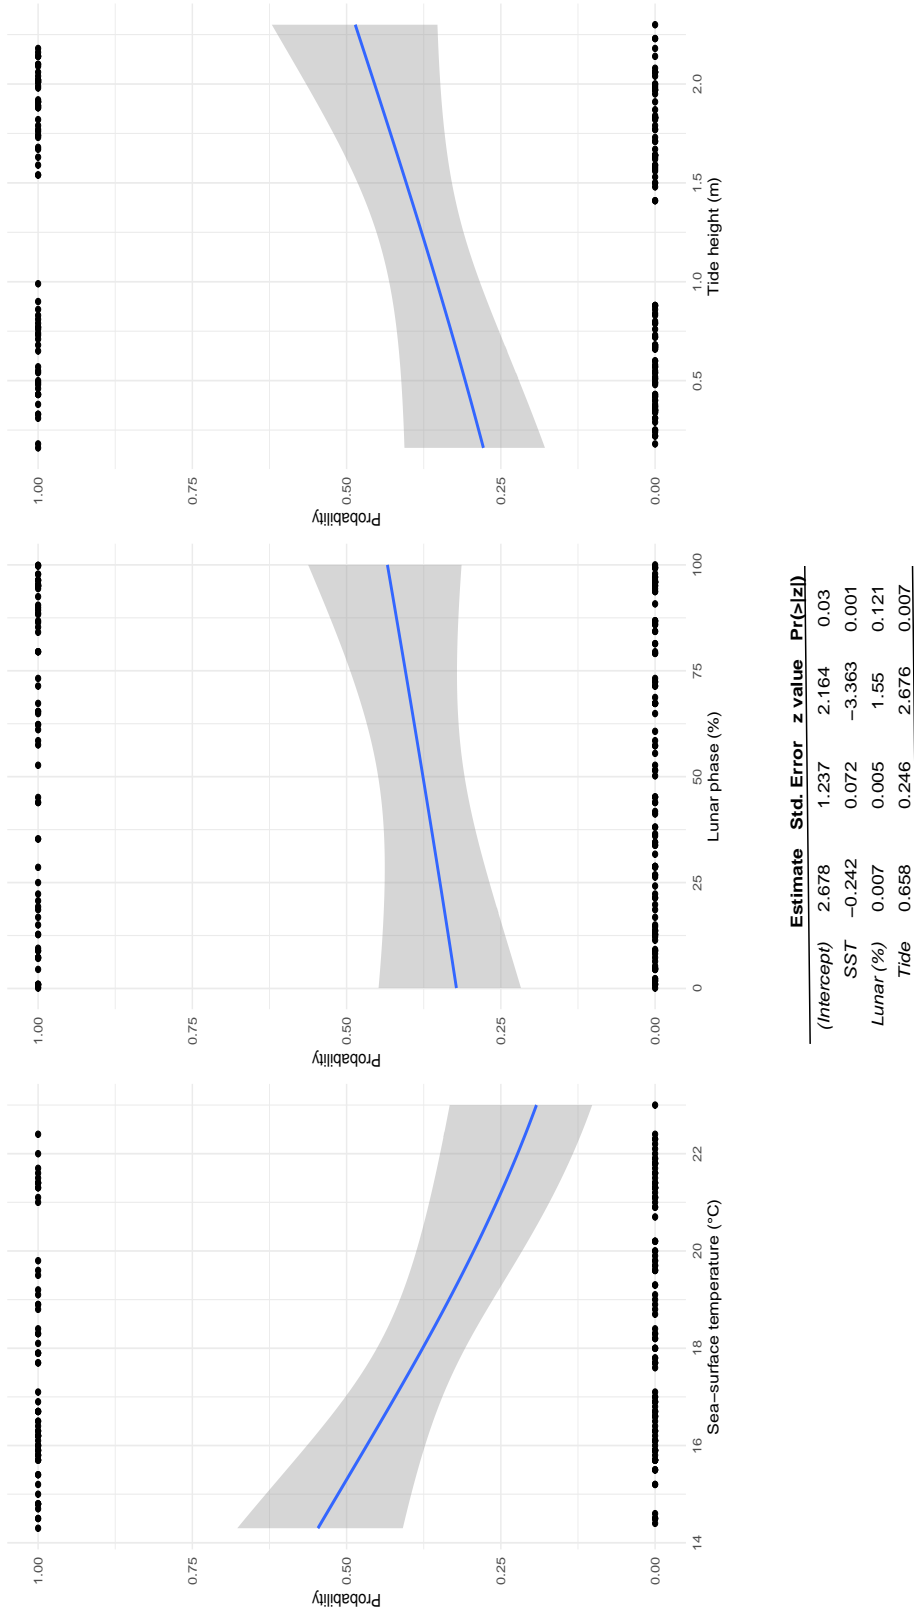 1.00
0.75
0.50
0.25
0.00
Probability
14
16
18
20
22
Sea−surface temperature (°C)
1.00
0.75
0.50
0.25
0.00
Probability
0
25
50
75
100
Lunar phase (%)
1.00
0.75
0.50
0.25
0.00
Probability
0.5
1.0
1.5
2.0
Tide height (m)
Estimate Std. Error z value Pr(>|z|)
(Intercept) 2.678 1.237 2.164 0.03
SST −0.242 0.072 −3.363 0.001
Lunar (%) 0.007 0.005 1.55 0.121
Tide 0.658 0.246 2.676 0.007